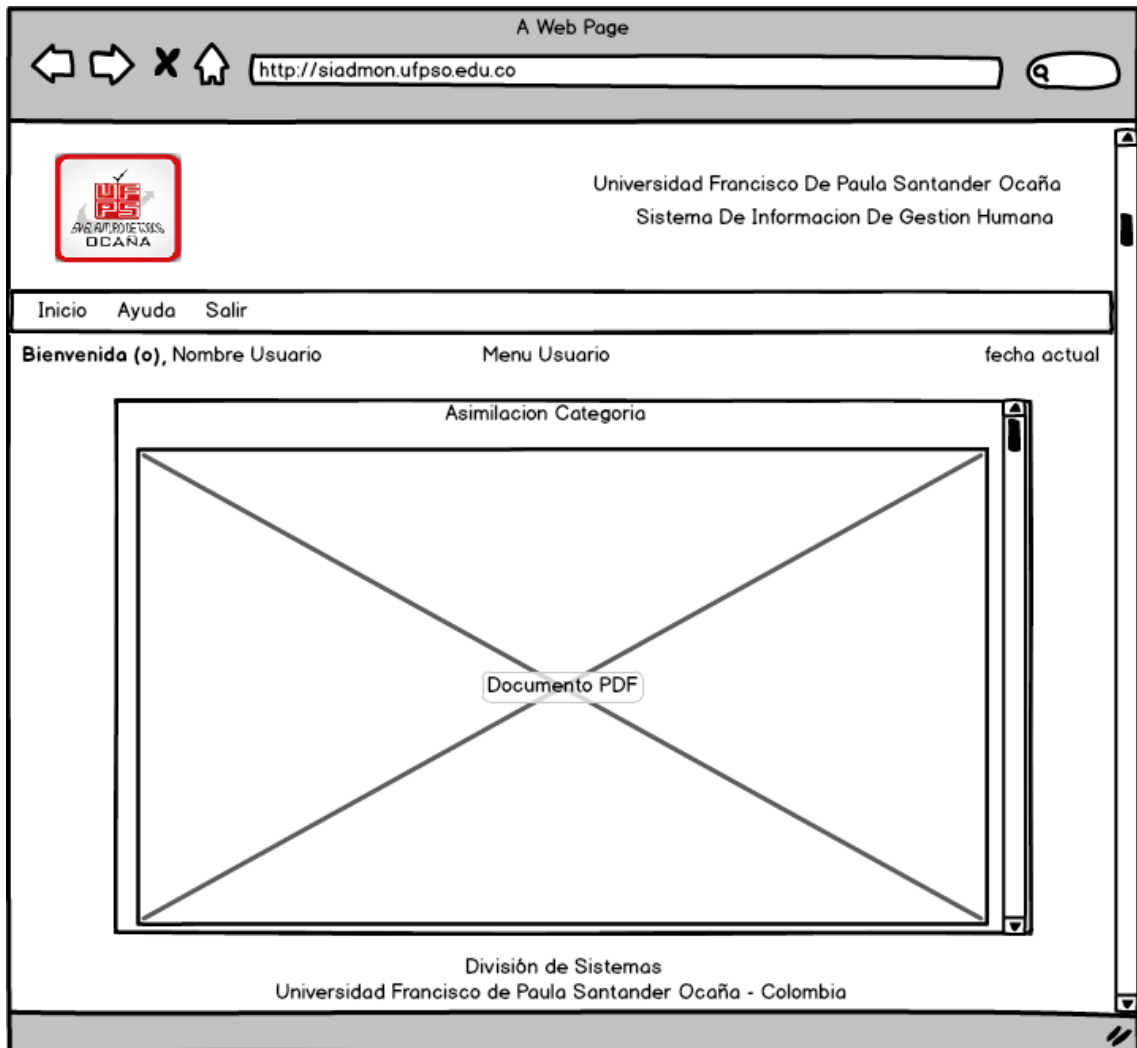 A Web Page
http://siadmon.ufpso.edu.co
UFPS
OCAÑA
Universidad Francisco De Paula Santander Ocaña
Sistema De Informacion De Gestion Humana
Inicio Ayuda Salir
Bienvenida (o), Nombre Usuario Menu Usuario fecha actual
Asimilacion Categoria
Documento PDF
División de Sistemas
Universidad Francisco de Paula Santander Ocaña - Colombia